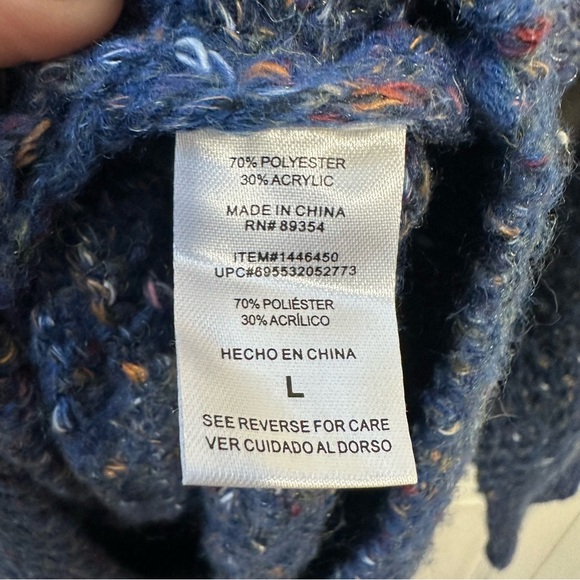 70% POLYESTER
30% ACRYLIC
MADE IN CHINA
RN# 89354
ITEM#1446450
UPC#695532052773
70% POLIÉSTER
30% ACRÍLICO
HECHO EN CHINA
L
SEE REVERSE FOR CARE
VER CUIDADO AL DORSO